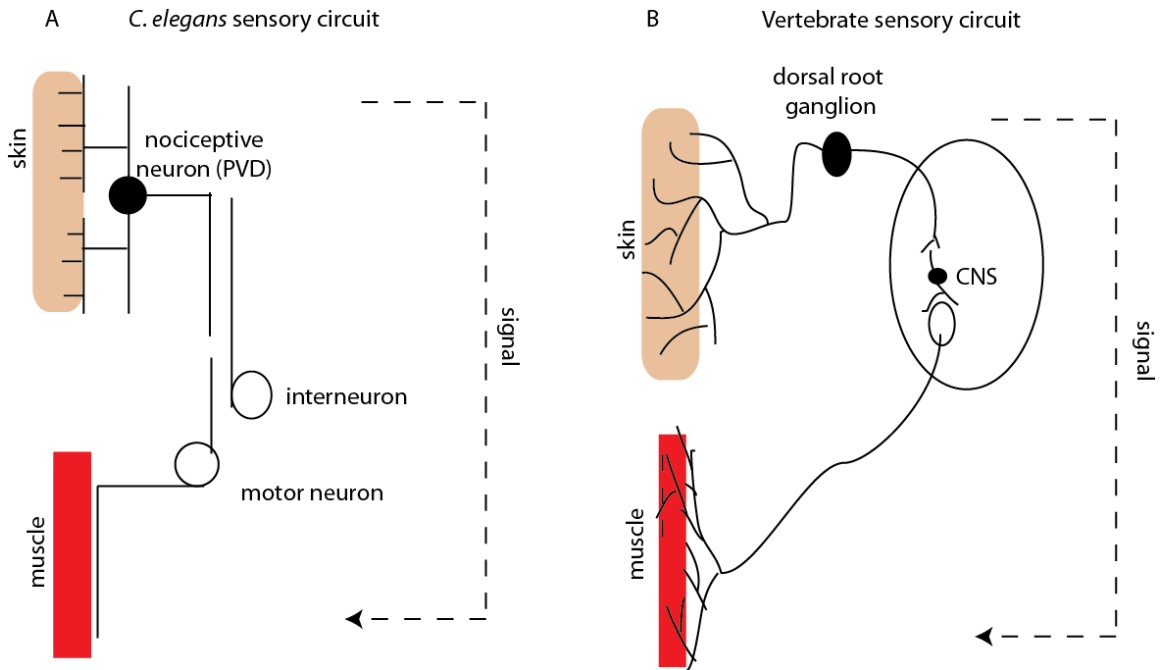 A
C. elegans sensory circuit
skin
nociceptive
neuron (PVD)
signal
interneuron
motor neuron
muscle
B
Vertebrate sensory circuit
dorsal root
ganglion
skin
CNS
signal
muscle